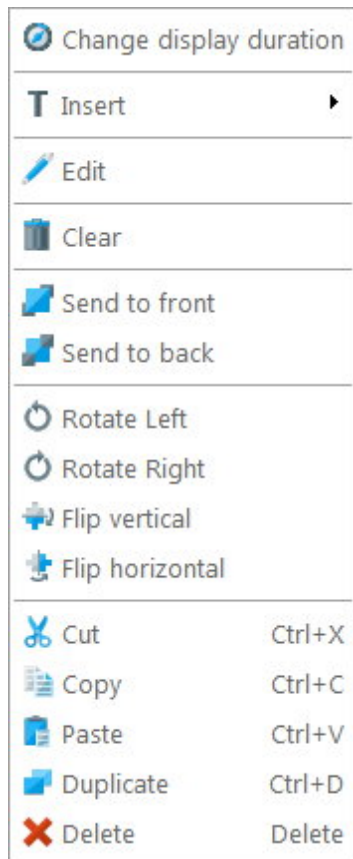 Change display duration
Insert
Edit
Clear
Send to front
Send to back
Rotate Left
Rotate Right
Flip vertical
Flip horizontal
Cut Ctrl+X
Copy Ctrl+C
Paste Ctrl+V
Duplicate Ctrl+D
Delete Delete